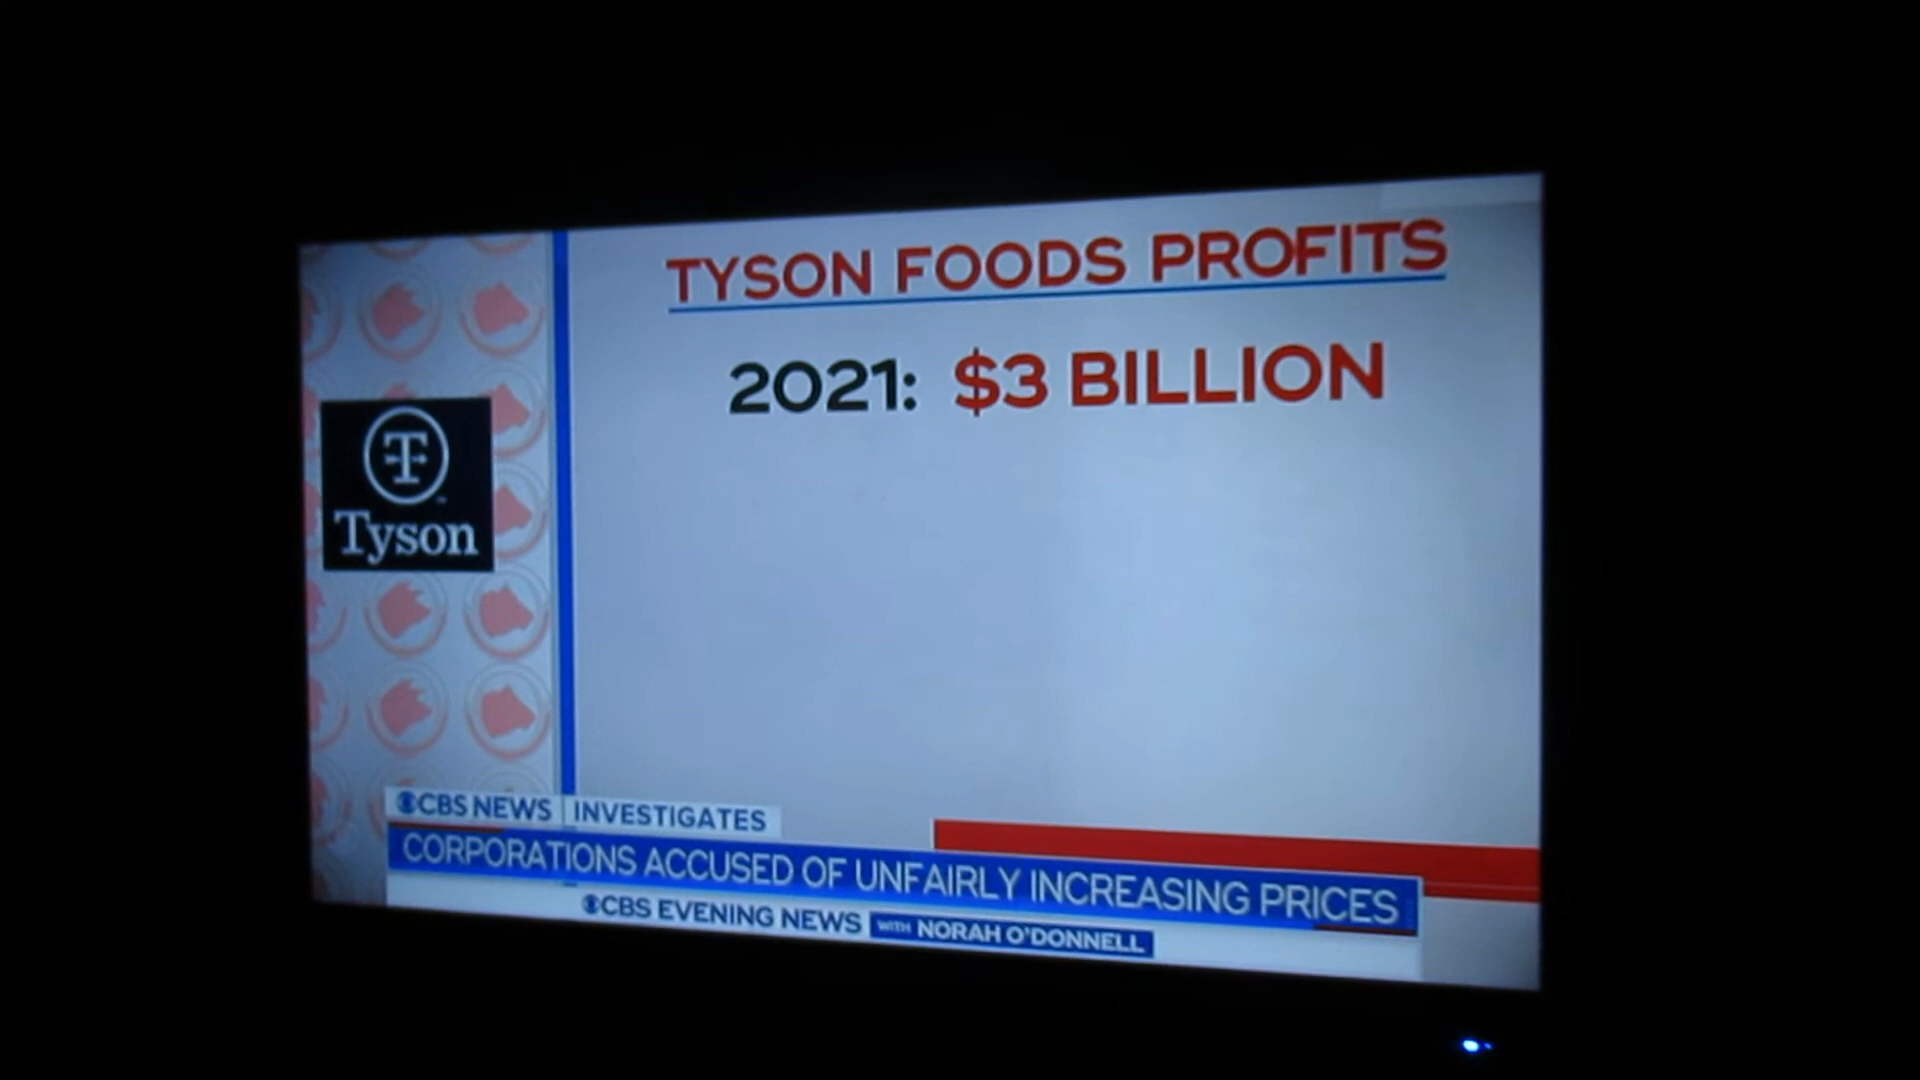 TYSON FOODS PROFITS
2021: $3 BILLION
T
Tyson
CBS NEWS INVESTIGATES
CORPORATIONS ACCUSED OF UNFAIRLY INCREASING PRICES
CBS EVENING NEWS WITH NORAH O'DONNELL